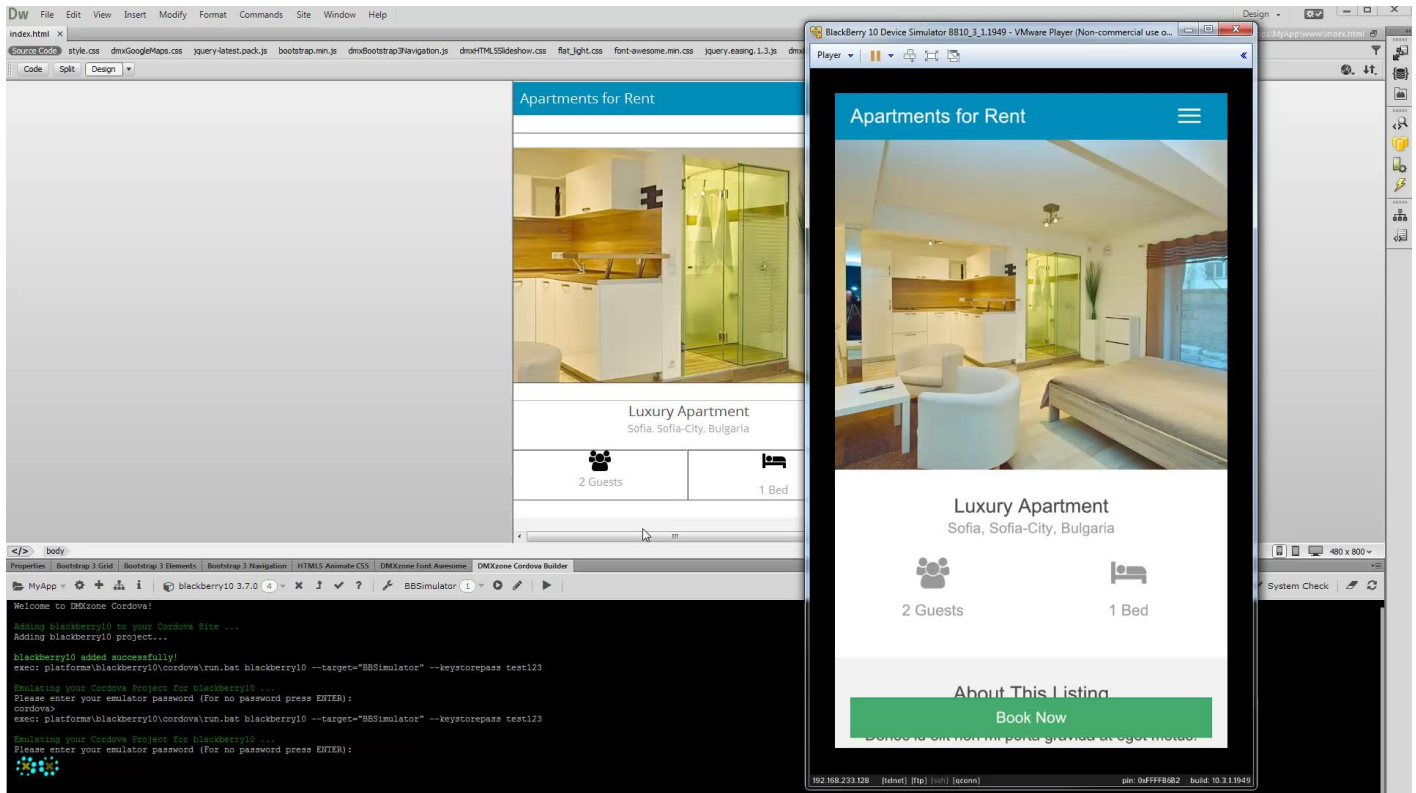 Dw File Edit View Insert Modify Format Commands Site Window Help
Design
index.html ×
BlackBerry 10 Device Simulator BB10_3_1.1949 - VMware Player (Non-commercial use o...
Source Code style.css dmxGoogleMaps.css jquery-latest.pack.js bootstrap.min.js dmxBootstrap3Navigation.js dmxHTML5Slideshow.css flat_light.css font-awesome.min.css jquery.easing.1.3.js
Player
Code Split Design
Apartments for Rent
Luxury Apartment
Sofia, Sofia-City, Bulgaria
2 Guests
1 Bed
Apartments for Rent
Luxury Apartment
Sofia, Sofia-City, Bulgaria
2 Guests 1 Bed
About This Listing
Book Now
Donec id elit non mi porta gravida at eget metus.
192.168.233.128 [telnet] [ftp] [ssh] [qconn] pin: 0xFFFFB6B2 build: 10.3.1.1949
</> body
480 x 800
Properties Bootstrap 3 Grid Bootstrap 3 Elements Bootstrap 3 Navigation HTML5 Animate CSS DMXzone Font Awesome DMXzone Cordova Builder
MyApp blackberry10 3.7.0 4 BBSimulator 1
System Check
Welcome to DMXzone Cordova!
Adding blackberry10 to your Cordova Site ...
Adding blackberry10 project...
blackberry10 added successfully!
exec: platforms\blackberry10\cordova\run.bat blackberry10 --target="BBSimulator" --keystorepass test123
Emulating your Cordova Project for blackberry10 ...
Please enter your emulator password (For no password press ENTER):
cordova>
exec: platforms\blackberry10\cordova\run.bat blackberry10 --target="BBSimulator" --keystorepass test123
Emulating your Cordova Project for blackberry10 ...
Please enter your emulator password (For no password press ENTER):